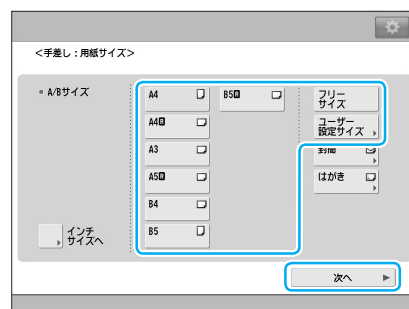 <手差し：用紙サイズ>
A/Bサイズ
A4
B5R
フリー
サイズ
A4R
ユーザー
設定サイズ
A3
封筒
A5R
はがき
B4
B5
インチ
サイズへ
次へ